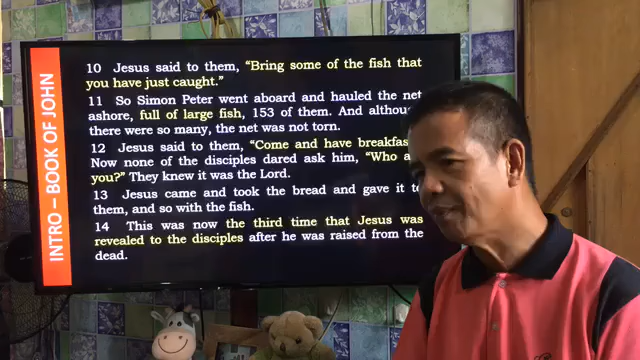 INTRO – BOOK OF JOHN
10 Jesus said to them, “Bring some of the fish that
you have just caught.”
11 So Simon Peter went aboard and hauled the net
ashore, full of large fish, 153 of them. And
there were so many, the net was not torn.
12 Jesus said to them, “Come and have
Now none of the disciples dared ask him, “Who
you?” They knew it was the Lord.
13 Jesus came and took the bread and gave it
them, and so with the fish.
14 This was now the third time that Jesus was
revealed to the disciples after he was raised from the
dead.